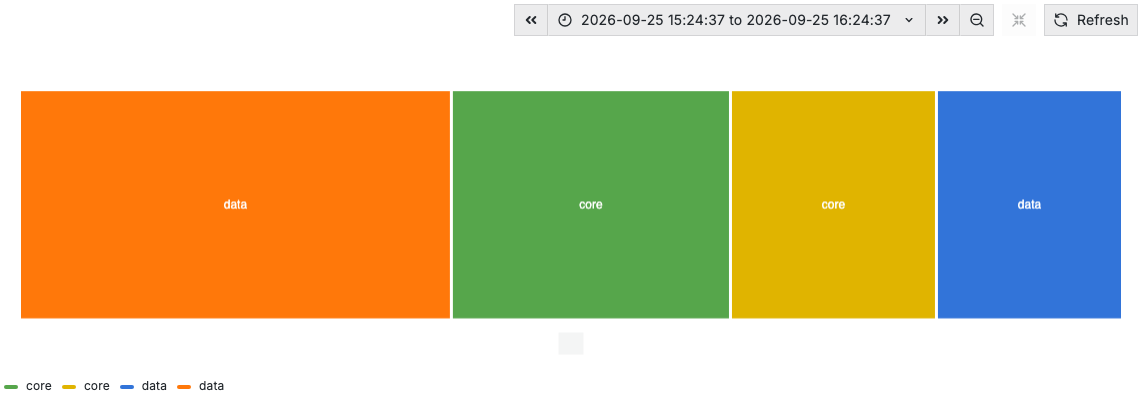 2026-09-25 15:24:37 to 2026-09-25 16:24:37 Refresh
data core core data
core core data data